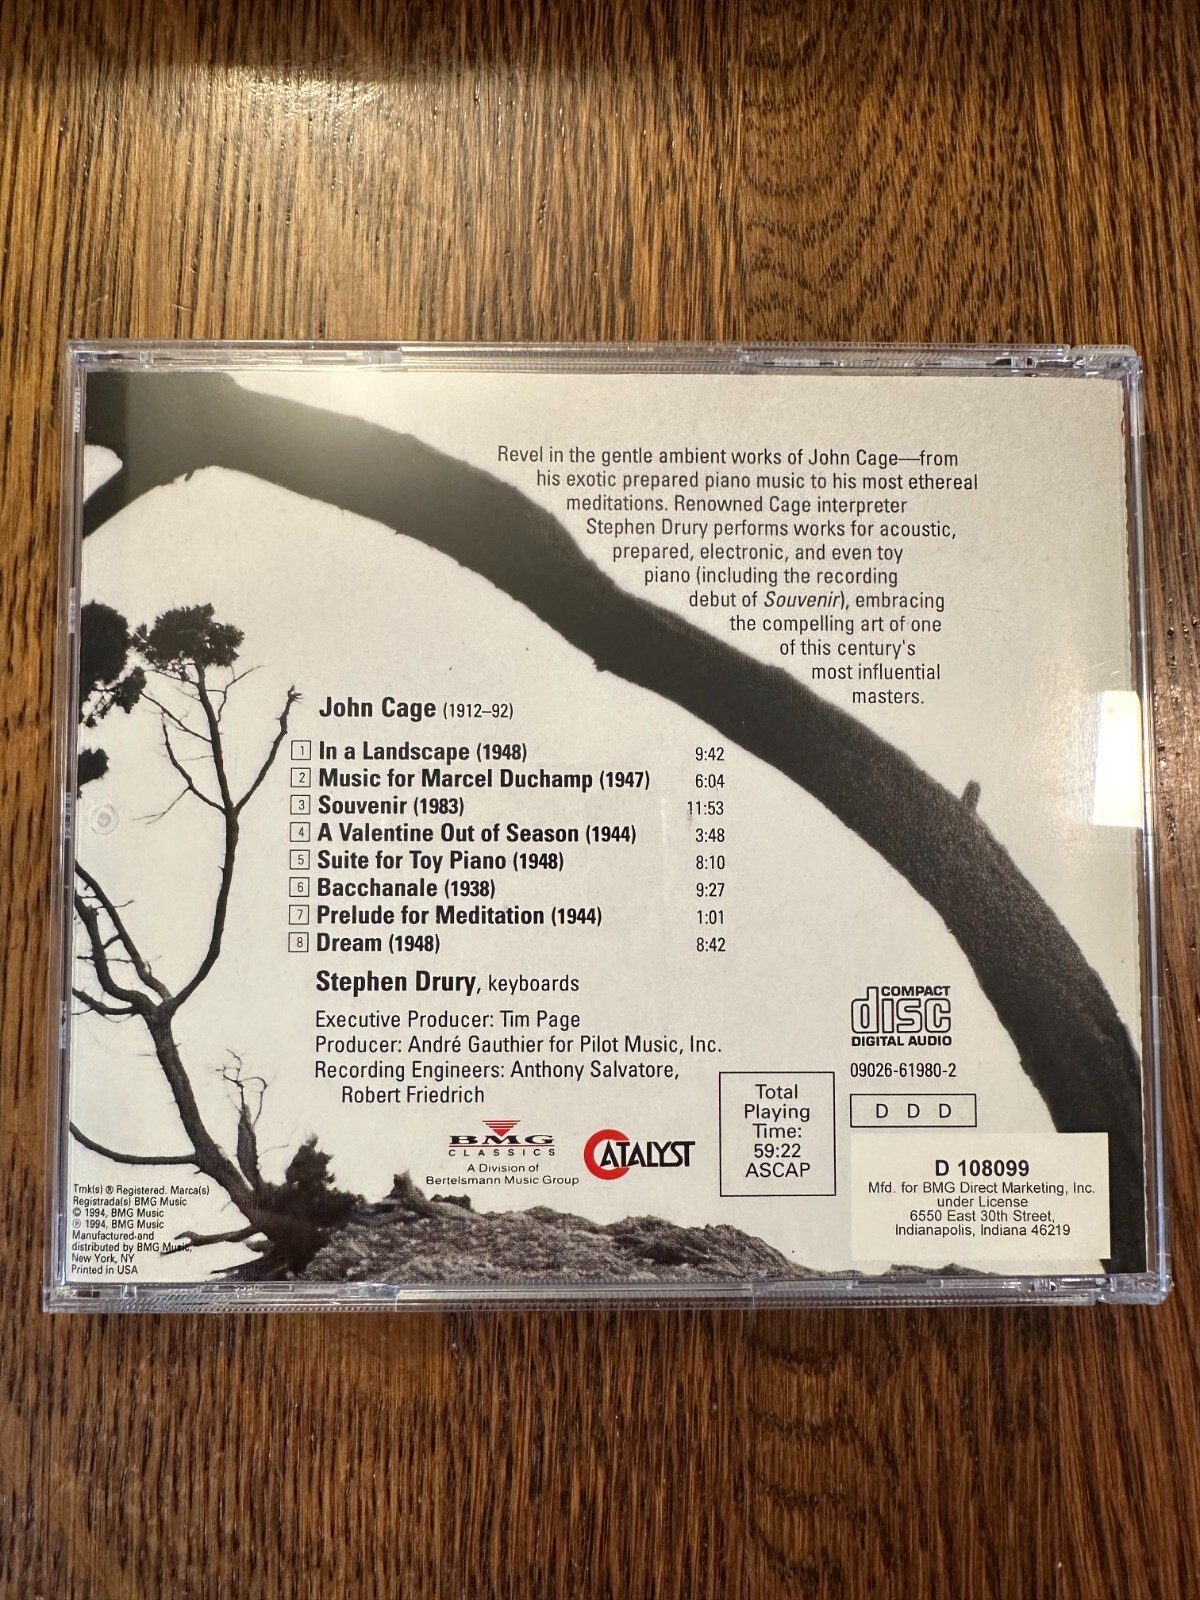 Revel in the gentle ambient works of John Cage—from
his exotic prepared piano music to his most ethereal
meditations. Renowned Cage interpreter
Stephen Drury performs works for acoustic,
prepared, electronic, and even toy
piano (including the recording
debut of Souvenir), embracing
the compelling art of one
of this century's
most influential
masters.
John Cage (1912–92)
1 In a Landscape (1948) 9:42
2 Music for Marcel Duchamp (1947) 6:04
3 Souvenir (1983) 11:53
4 A Valentine Out of Season (1944) 3:48
5 Suite for Toy Piano (1948) 8:10
6 Bacchanale (1938) 9:27
7 Prelude for Meditation (1944) 1:01
8 Dream (1948) 8:42
Stephen Drury, keyboards
Executive Producer: Tim Page
Producer: André Gauthier for Pilot Music, Inc.
Recording Engineers: Anthony Salvatore,
Robert Friedrich
BMG
CLASSICS
A Division of
Bertelsmann Music Group
CATALYST
Total
Playing
Time:
59:22
ASCAP
COMPACT
disc
DIGITAL AUDIO
09026-61980-2
D D D
D 108099
Mfd. for BMG Direct Marketing, Inc.
under License
6550 East 30th Street,
Indianapolis, Indiana 46219
Tmk(s) ® Registered. Marca(s)
Registrada(s) BMG Music
© 1994, BMG Music
℗ 1994, BMG Music
Manufactured and
distributed by BMG Music,
New York, NY
Printed in USA